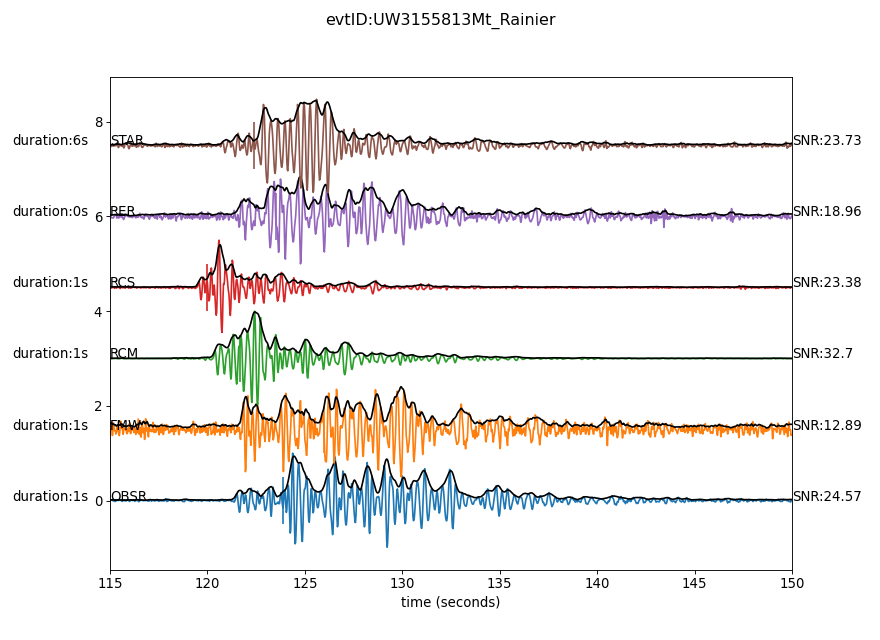 evtID:UW3155813Mt_Rainier
8
duration:6s STAR SNR:23.73
duration:0s RER SNR:18.96
6
duration:1s RCS SNR:23.38
4
duration:1s RCM SNR:32.7
2
duration:1s FMW SNR:12.89
duration:1s OBSR SNR:24.57
0
115 120 125 130 135 140 145 150
time (seconds)